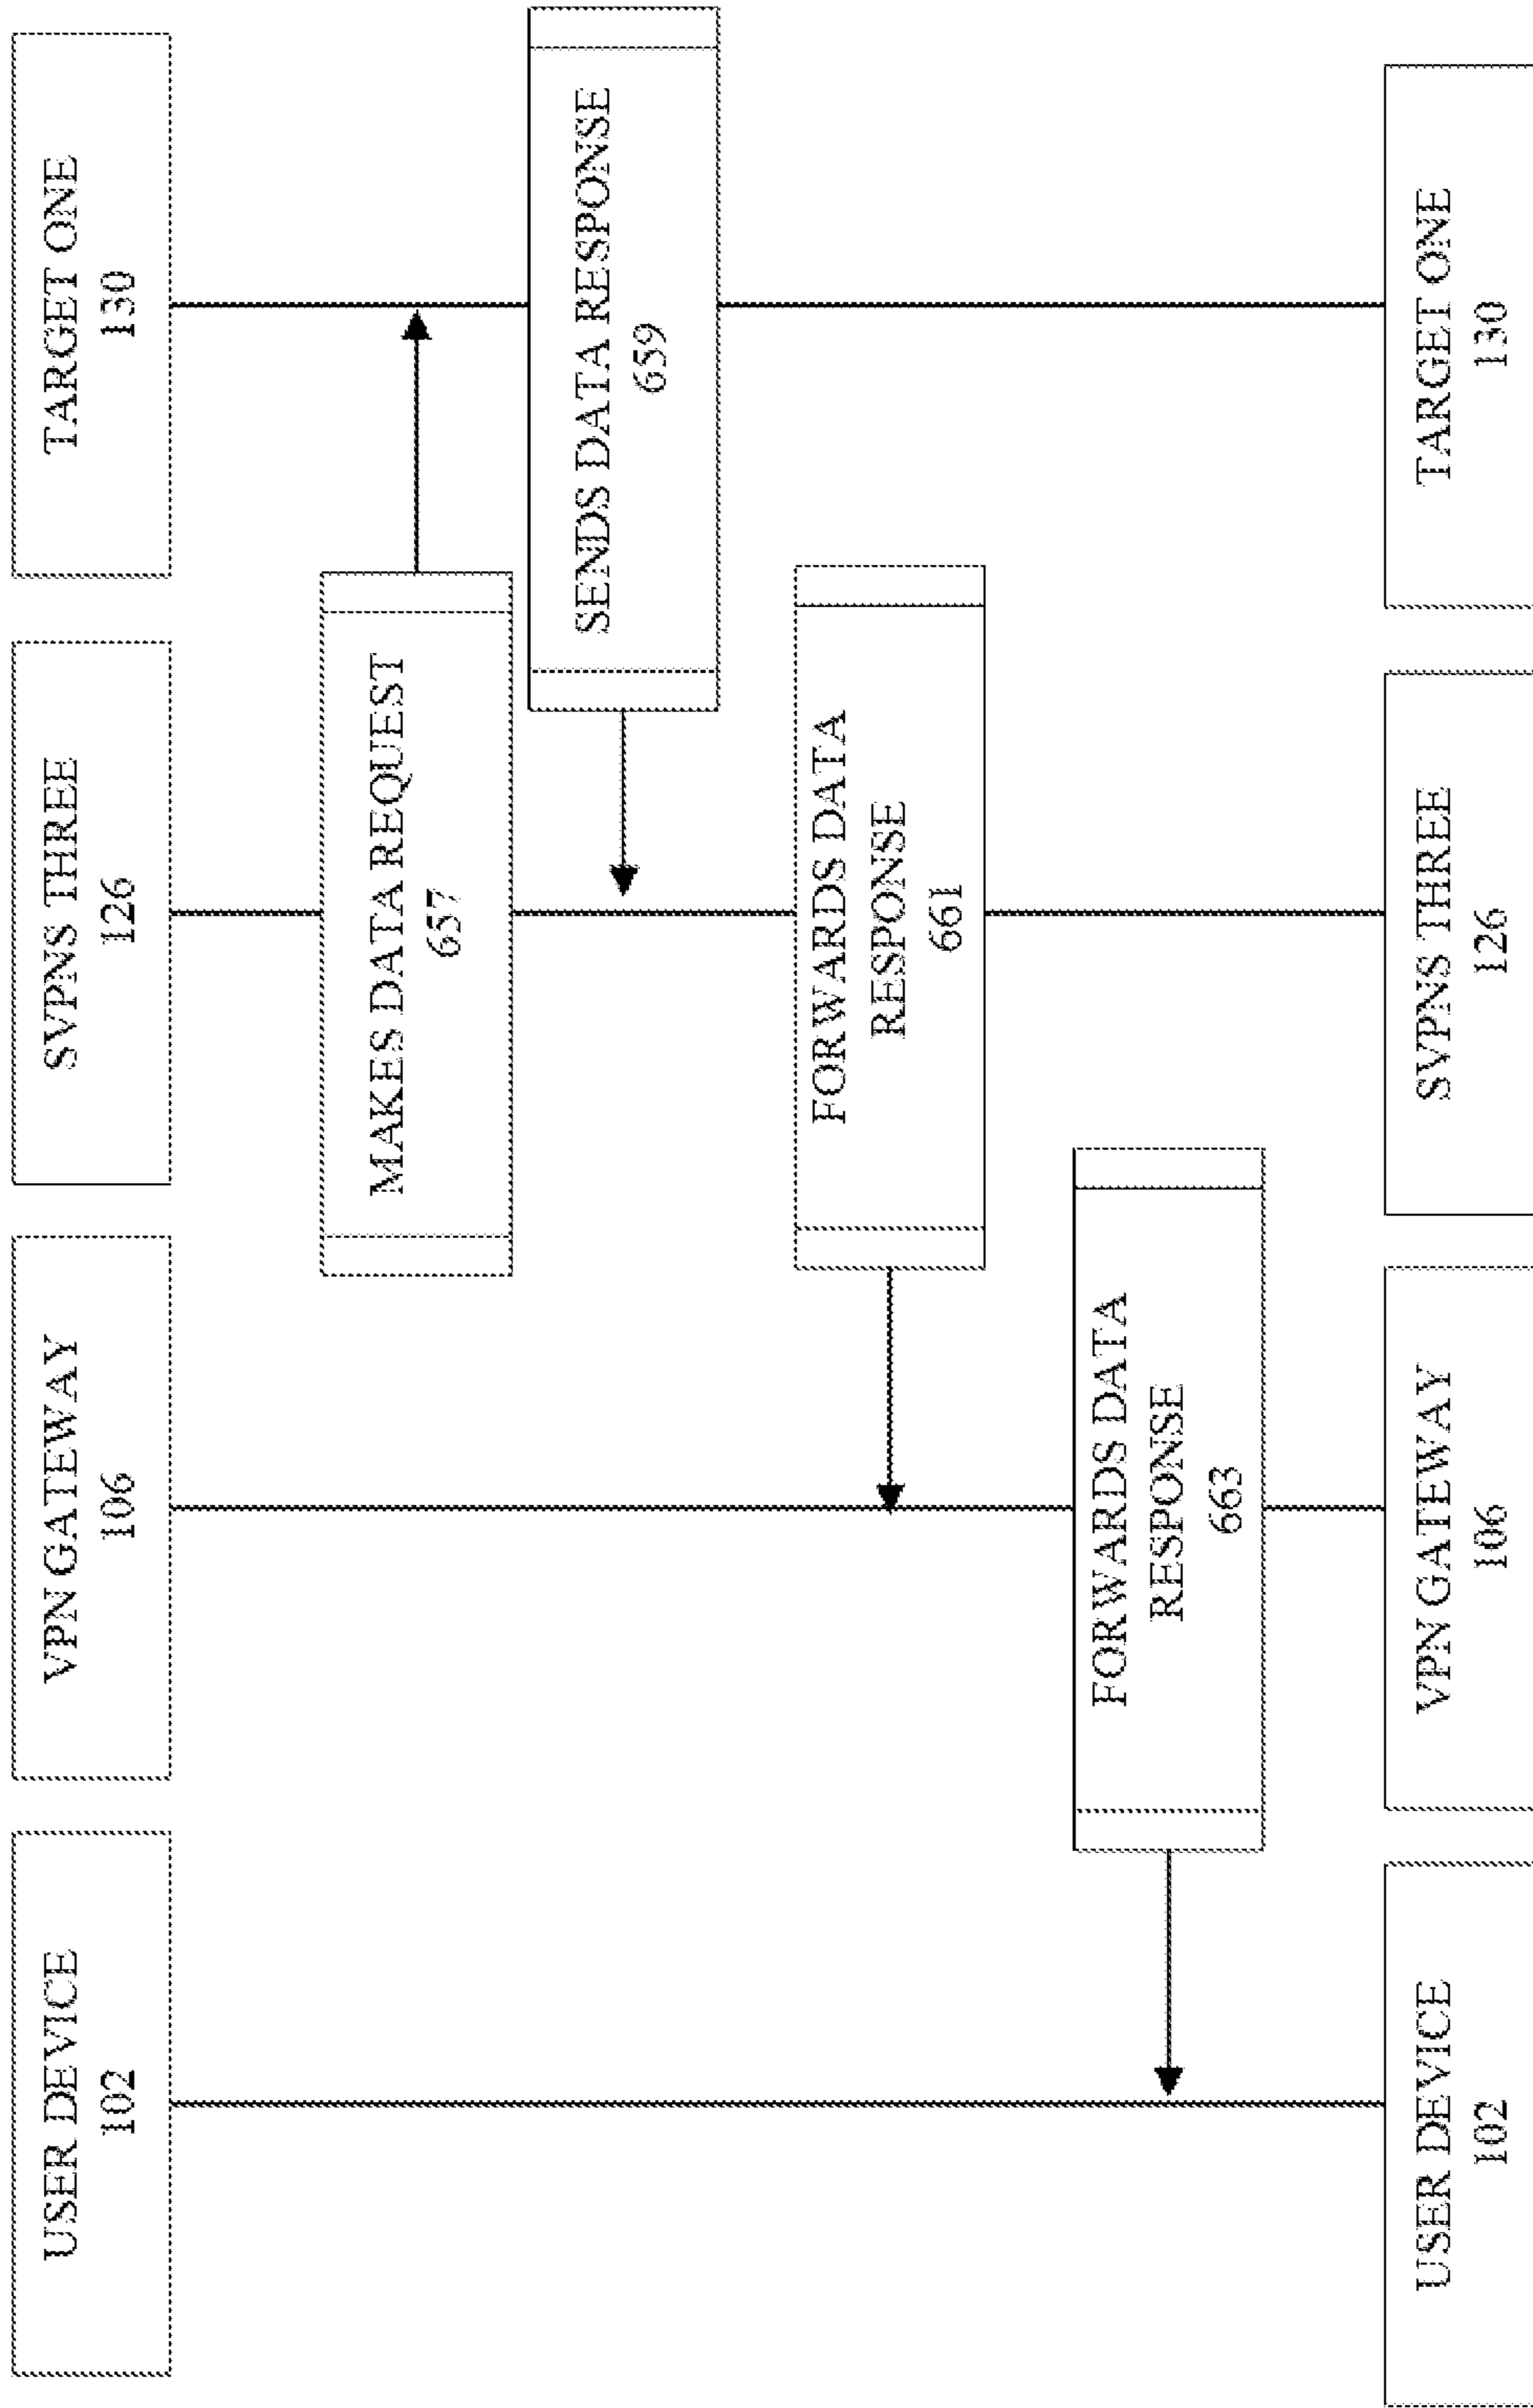 USER DEVICE
102
VPN GATEWAY
106
SVPNS THREE
126
TARGET ONE
130
MAKES DATA REQUEST
657
SENDS DATA RESPONSE
659
FORWARDS DATA
RESPONSE
661
FORWARDS DATA
RESPONSE
663
USER DEVICE
102
VPN GATEWAY
106
SVPNS THREE
126
TARGET ONE
130